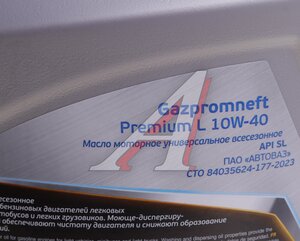 Gazpromneft
Premium L 10W-40
Масло моторное универсальное всесезонное
API SL
ПАО «АВТОВАЗ»
СТО 84035624-177-2023
всесезонное
бензиновых двигателей легковых
автобусов и легких грузовиков. Моюще-диспергиру-
обеспечивают чистоту двигателя и снижают образование